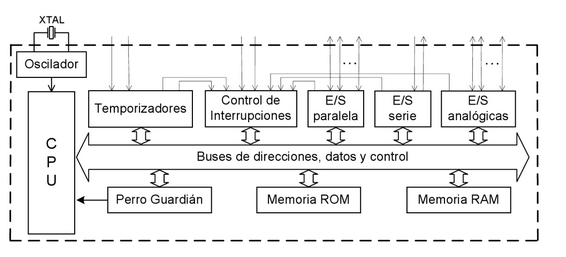 XTAL
Oscilador
Temporizadores
Control de
Interrupciones
E/S
paralela
E/S
serie
E/S
analógicas
C
P
U
Buses de direcciones, datos y control
Perro Guardián
Memoria ROM
Memoria RAM